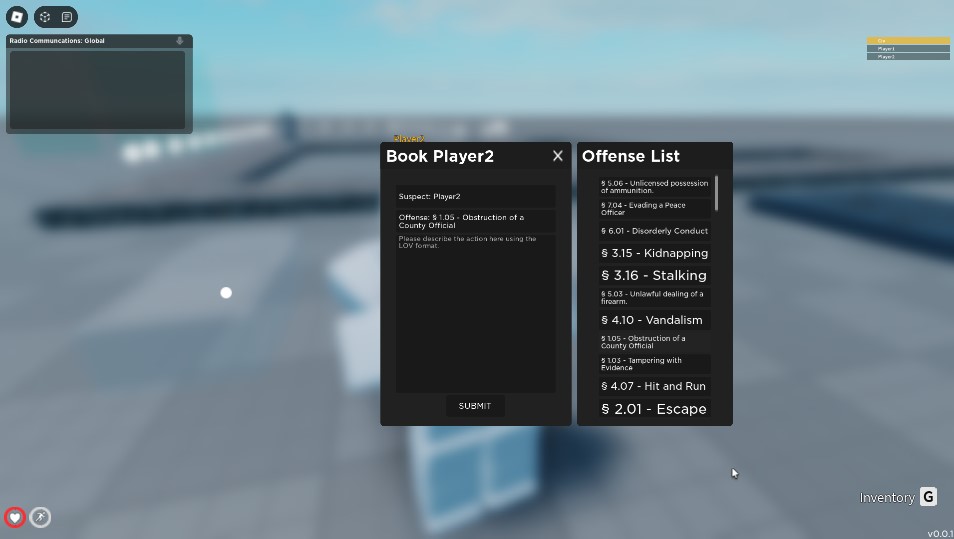 Radio Communcations: Global
Player1
Player2
Player2
Book Player2
Offense List
Suspect: Player2
Offense: § 1.05 - Obstruction of a
County Official
Please describe the action here using the
LOV format.
SUBMIT
§ 5.06 - Unlicensed possession
of ammunition.
§ 7.04 - Evading a Peace
Officer
§ 6.01 - Disorderly Conduct
§ 3.15 - Kidnapping
§ 3.16 - Stalking
§ 5.03 - Unlawful dealing of a
firearm.
§ 4.10 - Vandalism
§ 1.05 - Obstruction of a
County Official
§ 1.03 - Tampering with
Evidence
§ 4.07 - Hit and Run
§ 2.01 - Escape
Inventory G
v0.0.1